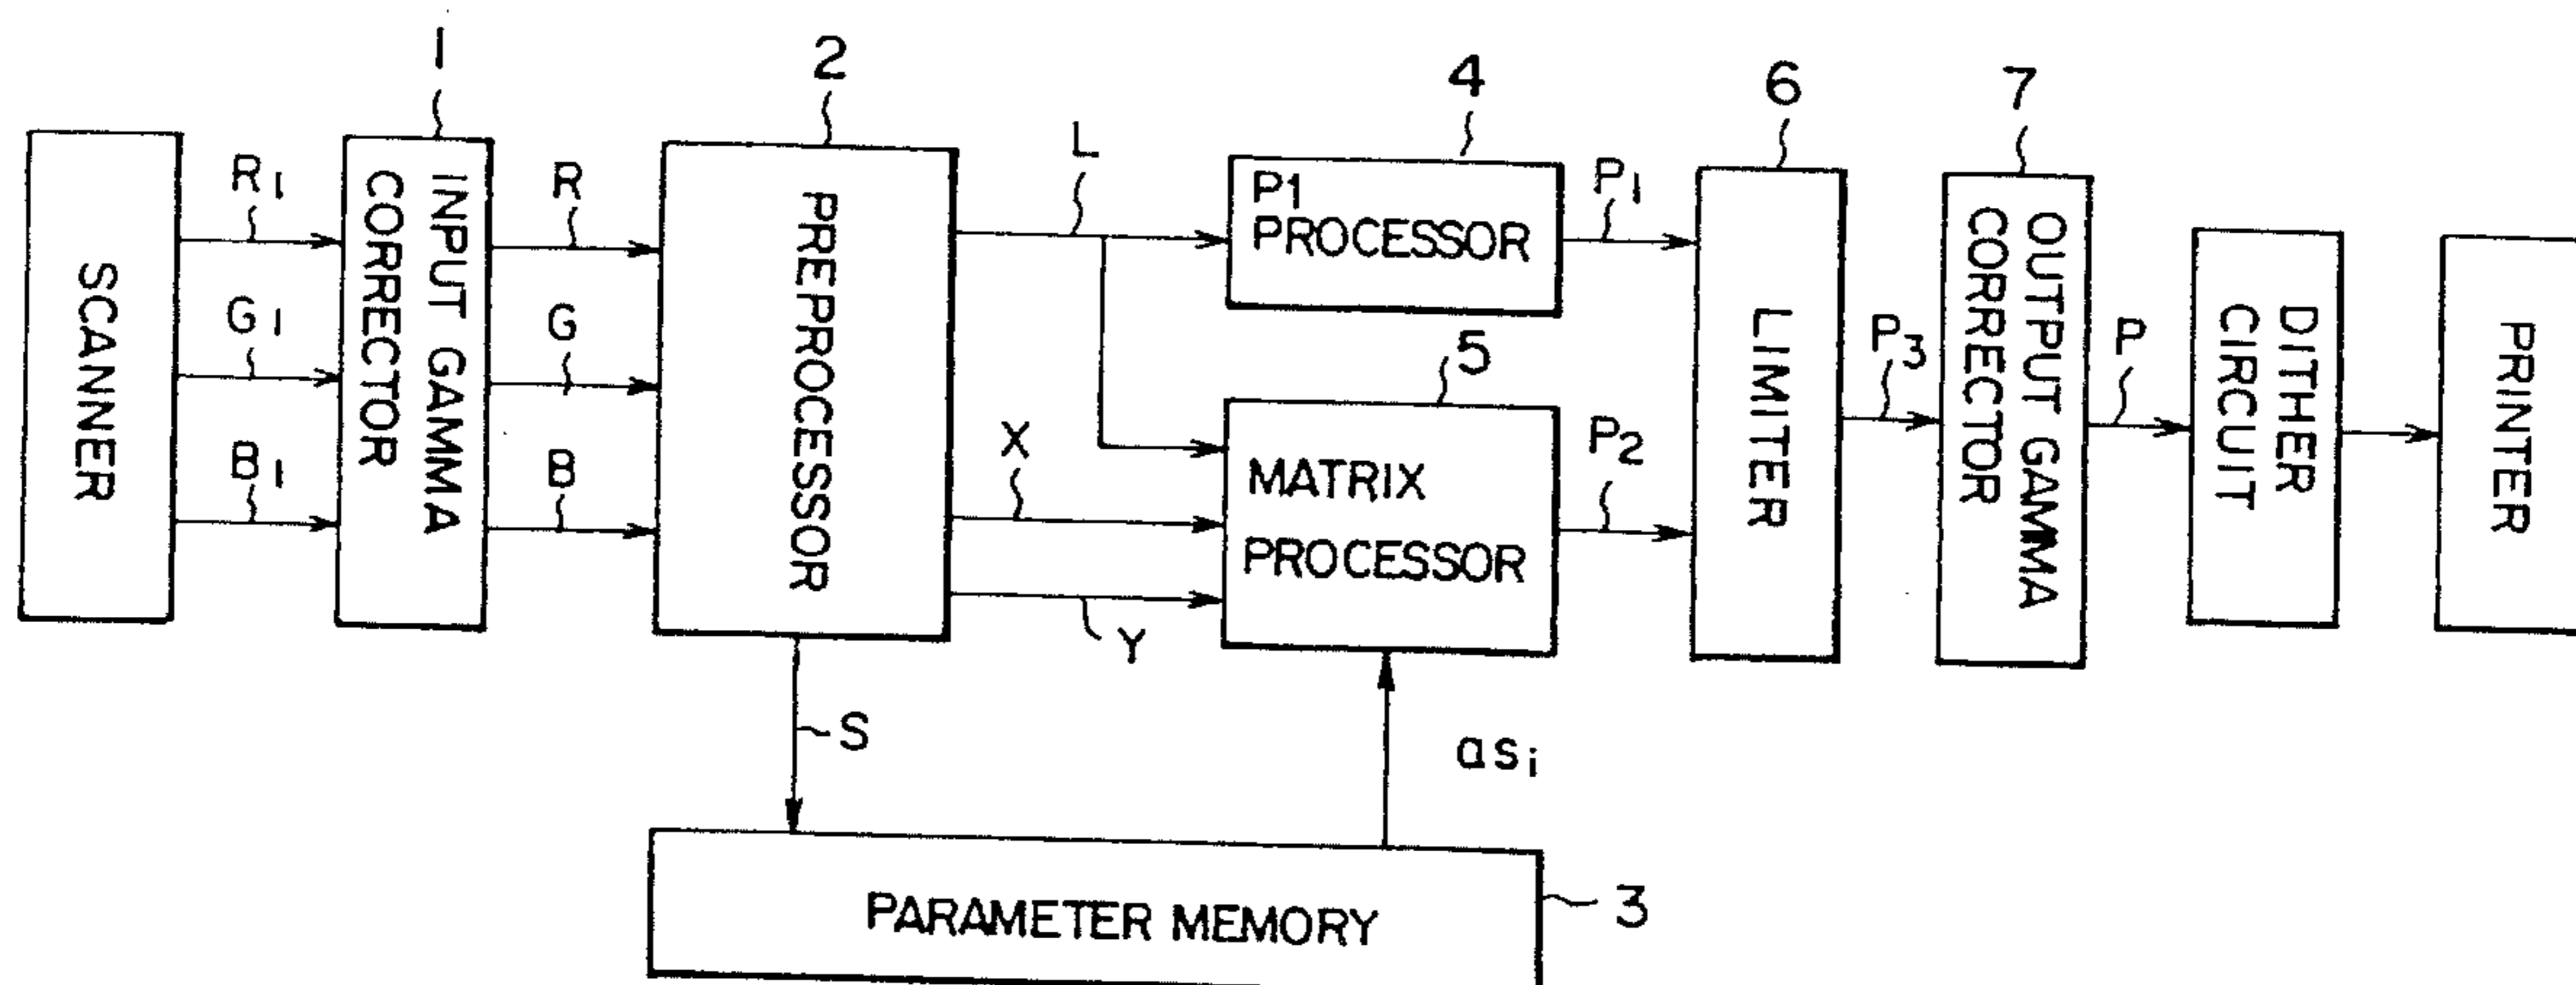 1
2
4
6
7
SCANNER
R1
G1
B1
INPUT GAMMA
CORRECTOR
R
G
B
PREPROCESSOR
L
X
Y
S
P1
PROCESSOR
5
MATRIX
PROCESSOR
P1
P2
LIMITER
P3
OUTPUT GAMMA
CORRECTOR
P
DITHER
CIRCUIT
PRINTER
asi
PARAMETER MEMORY
3